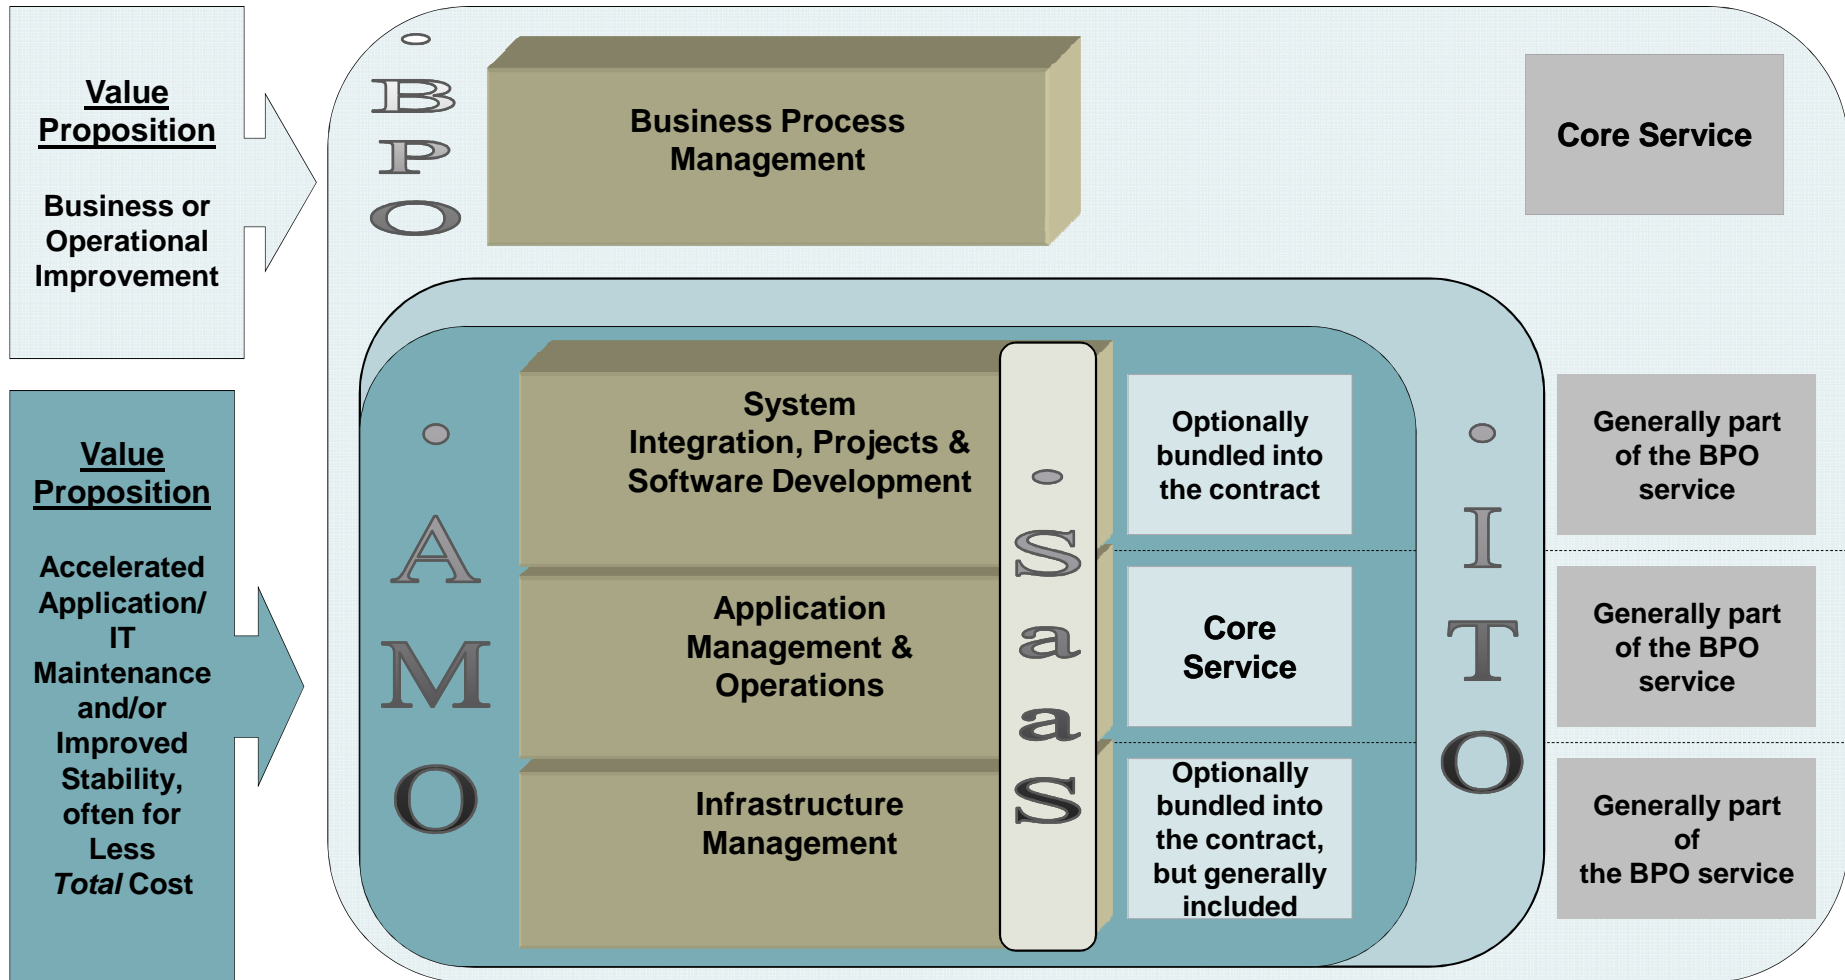 Value
Proposition
Business or
Operational
Improvement
BPO
Business Process
Management
Core Service
Value
Proposition
Accelerated
Application/
IT
Maintenance
and/or
Improved
Stability,
often for
Less
Total Cost
AMO
System
Integration, Projects &
Software Development
Application
Management &
Operations
Infrastructure
Management
SaaS
Optionally
bundled into
the contract
Core
Service
Optionally
bundled into
the contract,
but generally
included
ITO
Generally part
of the BPO
service
Generally part
of the BPO
service
Generally part
of
the BPO service